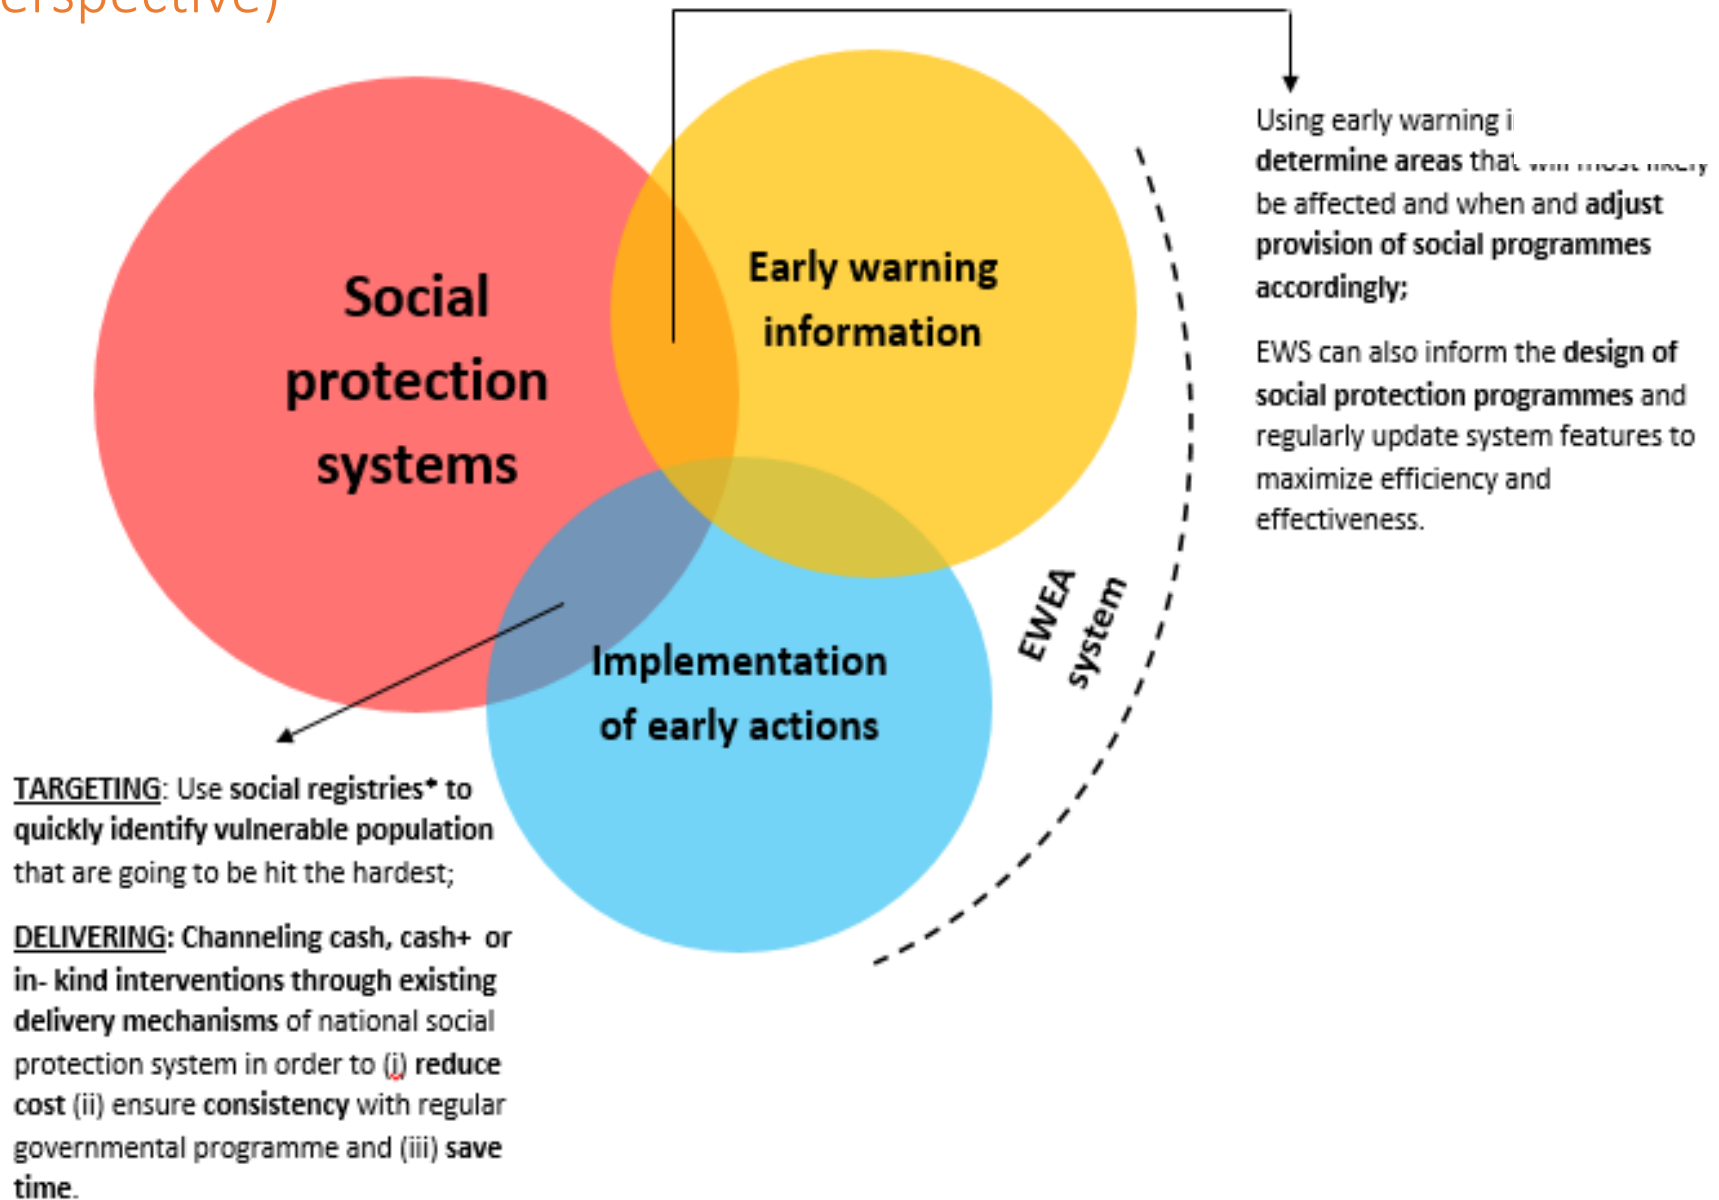 erspective)
Social
protection
systems
Early warning
information
Implementation
of early actions
EWEA
system
Using early warning
determine areas that will most likely
be affected and when and adjust
provision of social programmes
accordingly;
EWS can also inform the design of
social protection programmes and
regularly update system features to
maximize efficiency and
effectiveness.
TARGETING: Use social registries* to
quickly identify vulnerable population
that are going to be hit the hardest;
DELIVERING: Channeling cash, cash+ or
in- kind interventions through existing
delivery mechanisms of national social
protection system in order to (i) reduce
cost (ii) ensure consistency with regular
governmental programme and (iii) save
time.